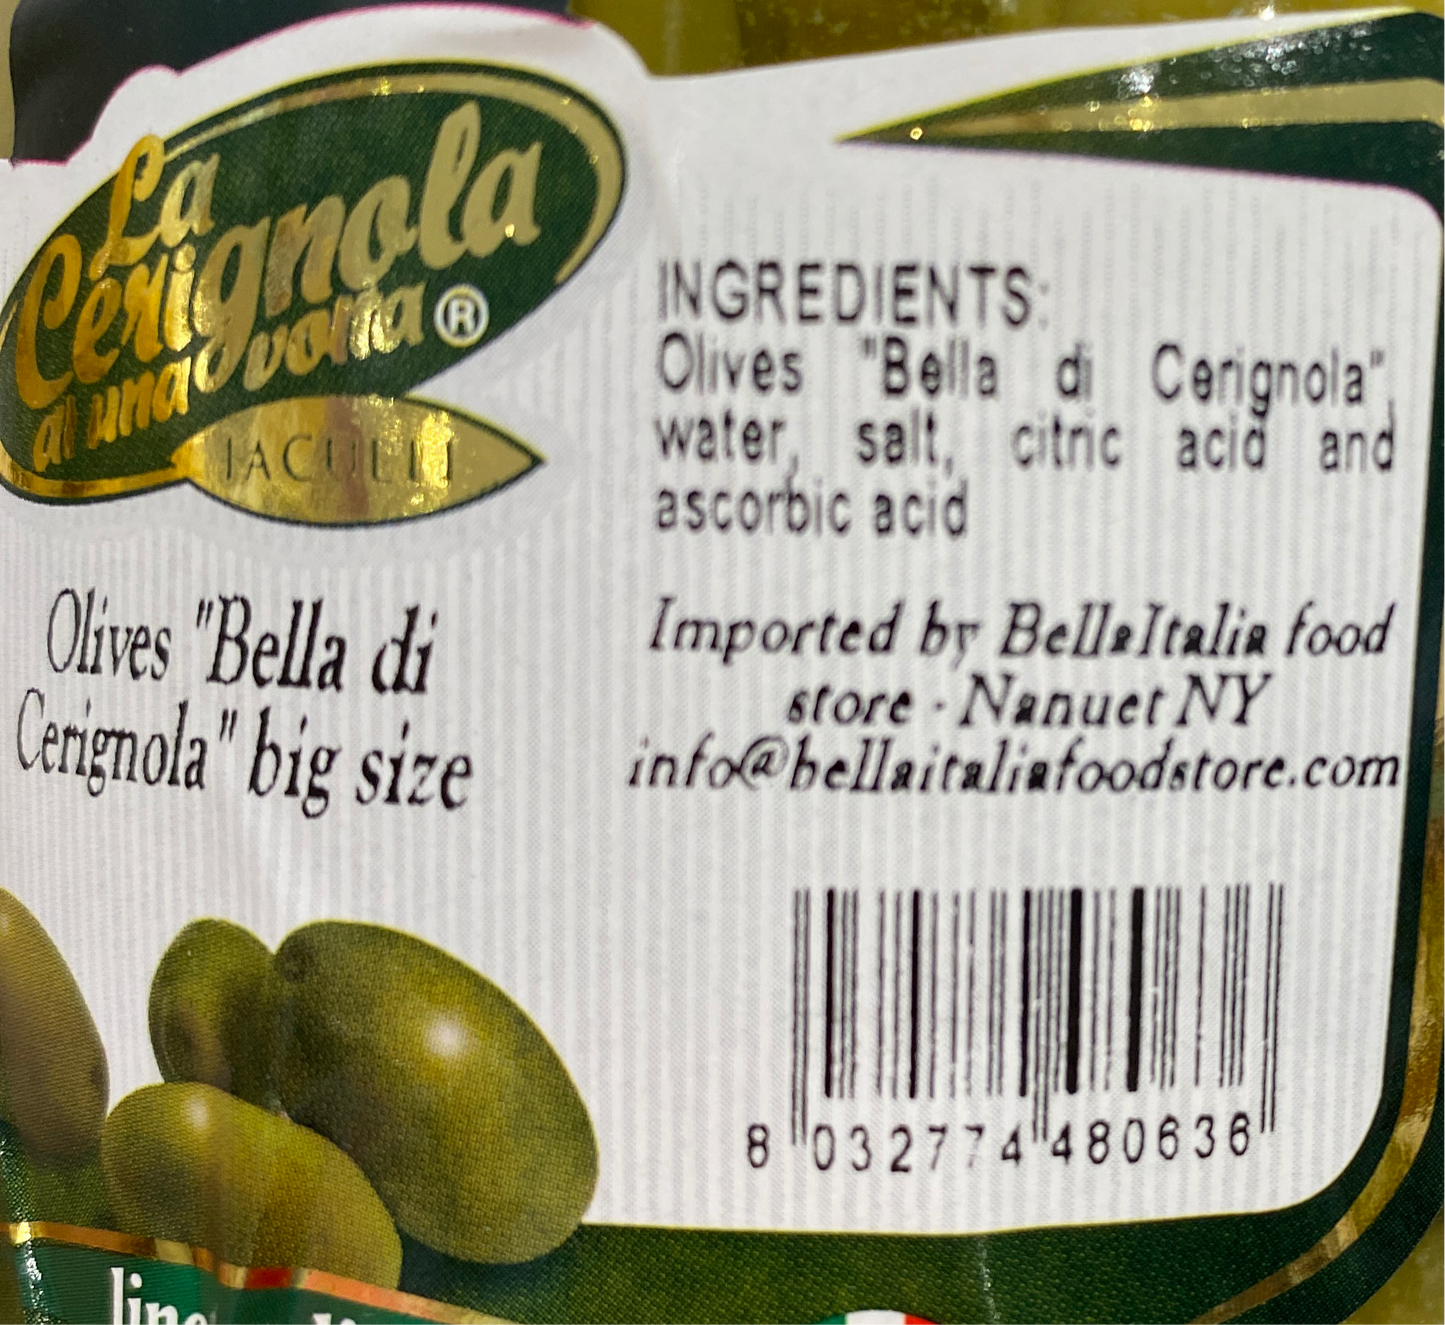 La
Cerignola
di una volta ®
IACULLI
Olives "Bella di
Cerignola" big size
INGREDIENTS:
Olives "Bella di Cerignola",
water, salt, citric acid and
ascorbic acid
Imported by BellaItalia food
store - Nanuet NY
info@bellaitaliafoodstore.com
8 032774 480636